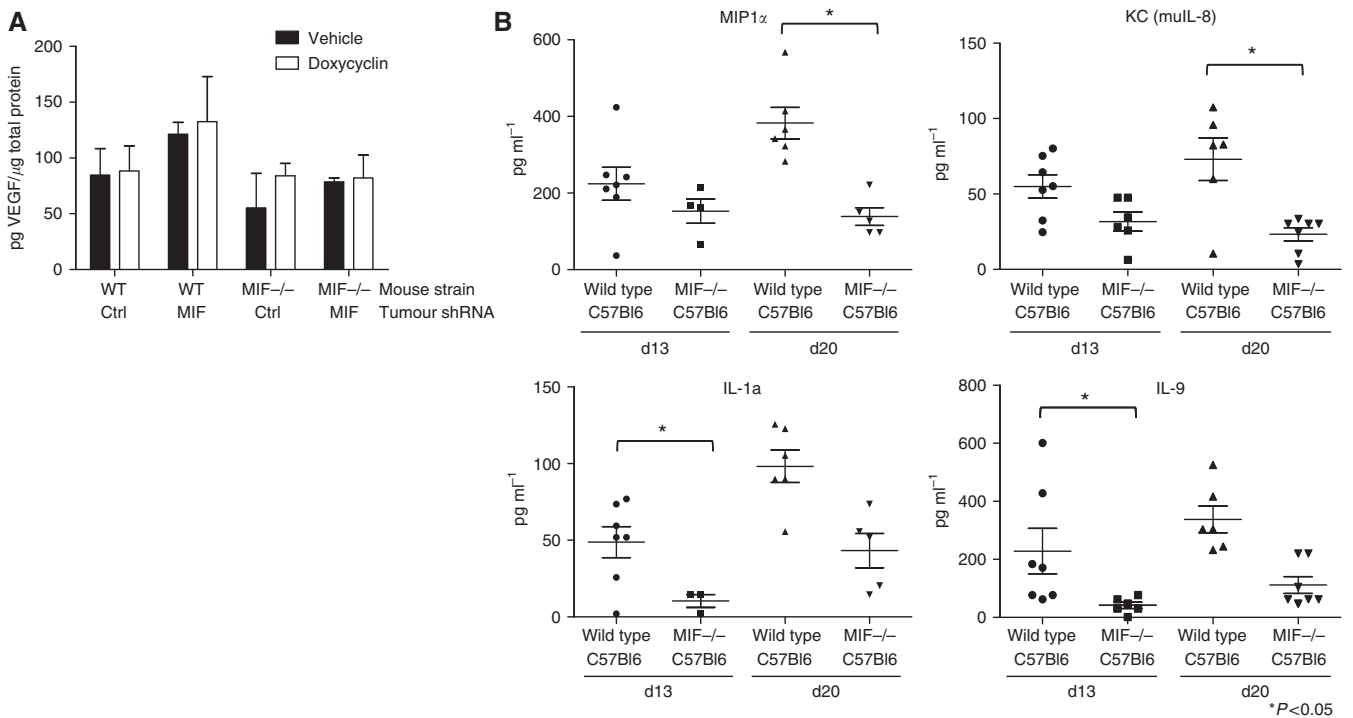 A
Vehicle
Doxycyclin
pg VEGF/μg total protein
200
150
100
50
0
WT WT MIF–/– MIF–/– Mouse strain
Ctrl MIF Ctrl MIF Tumour shRNA
B
MIP1α
*
pg ml–1
600
400
200
0
Wild type MIF–/– Wild type MIF–/–
C57Bl6 C57Bl6 C57Bl6 C57Bl6
d13 d20
KC (muIL-8)
*
pg ml–1
150
100
50
0
Wild type MIF–/– Wild type MIF–/–
C57Bl6 C57Bl6 C57Bl6 C57Bl6
d13 d20
IL-1a
*
pg ml–1
150
100
50
0
Wild type MIF–/– Wild type MIF–/–
C57Bl6 C57Bl6 C57Bl6 C57Bl6
d13 d20
IL-9
*
pg ml–1
800
600
400
200
0
Wild type MIF–/– Wild type MIF–/–
C57Bl6 C57Bl6 C57Bl6 C57Bl6
d13 d20
*P<0.05